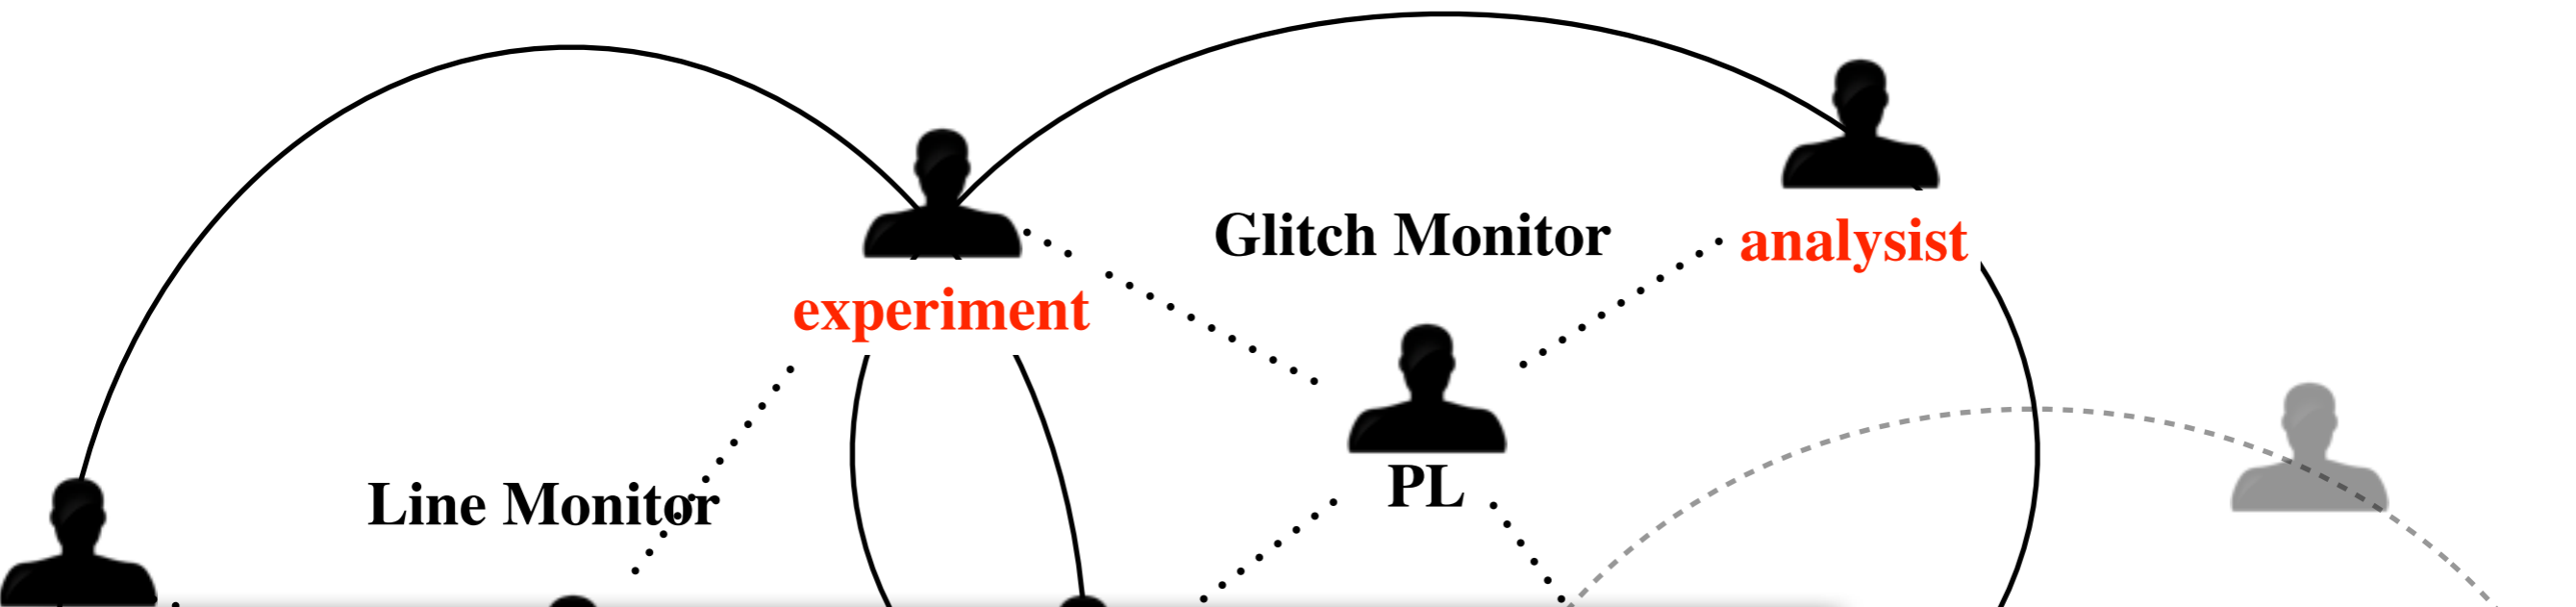 Glitch Monitor
analysist
experiment
Line Monitor
PL